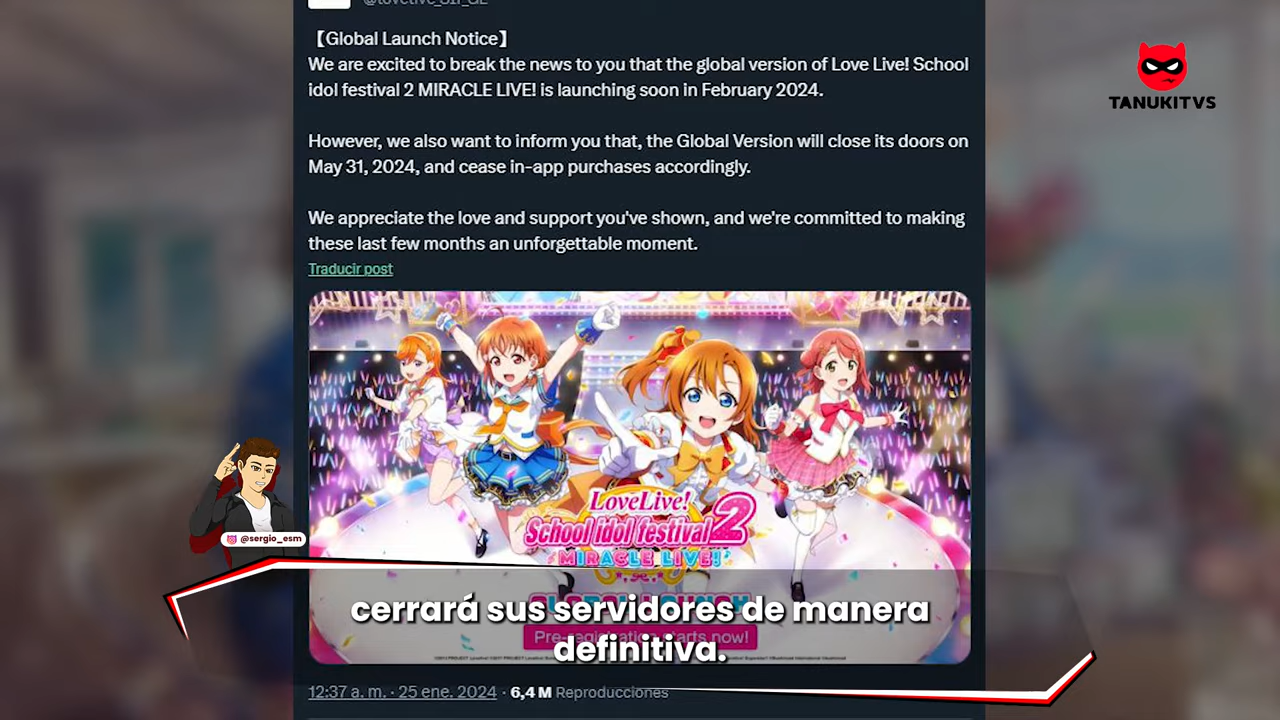 【Global Launch Notice】
We are excited to break the news to you that the global version of Love Live! School
idol festival 2 MIRACLE LIVE! is launching soon in February 2024.
However, we also want to inform you that, the Global Version will close its doors on
May 31, 2024, and cease in-app purchases accordingly.
We appreciate the love and support you've shown, and we're committed to making
these last few months an unforgettable moment.
Traducir post
TANUKITVS
LoveLive!
School idol festival 2
MIRACLE LIVE!
@sergio_esm
cerrará sus servidores de manera
definitiva.
Pre-registration starts now!
12:37 a. m. · 25 ene. 2024 · 6,4 M Reproducciones